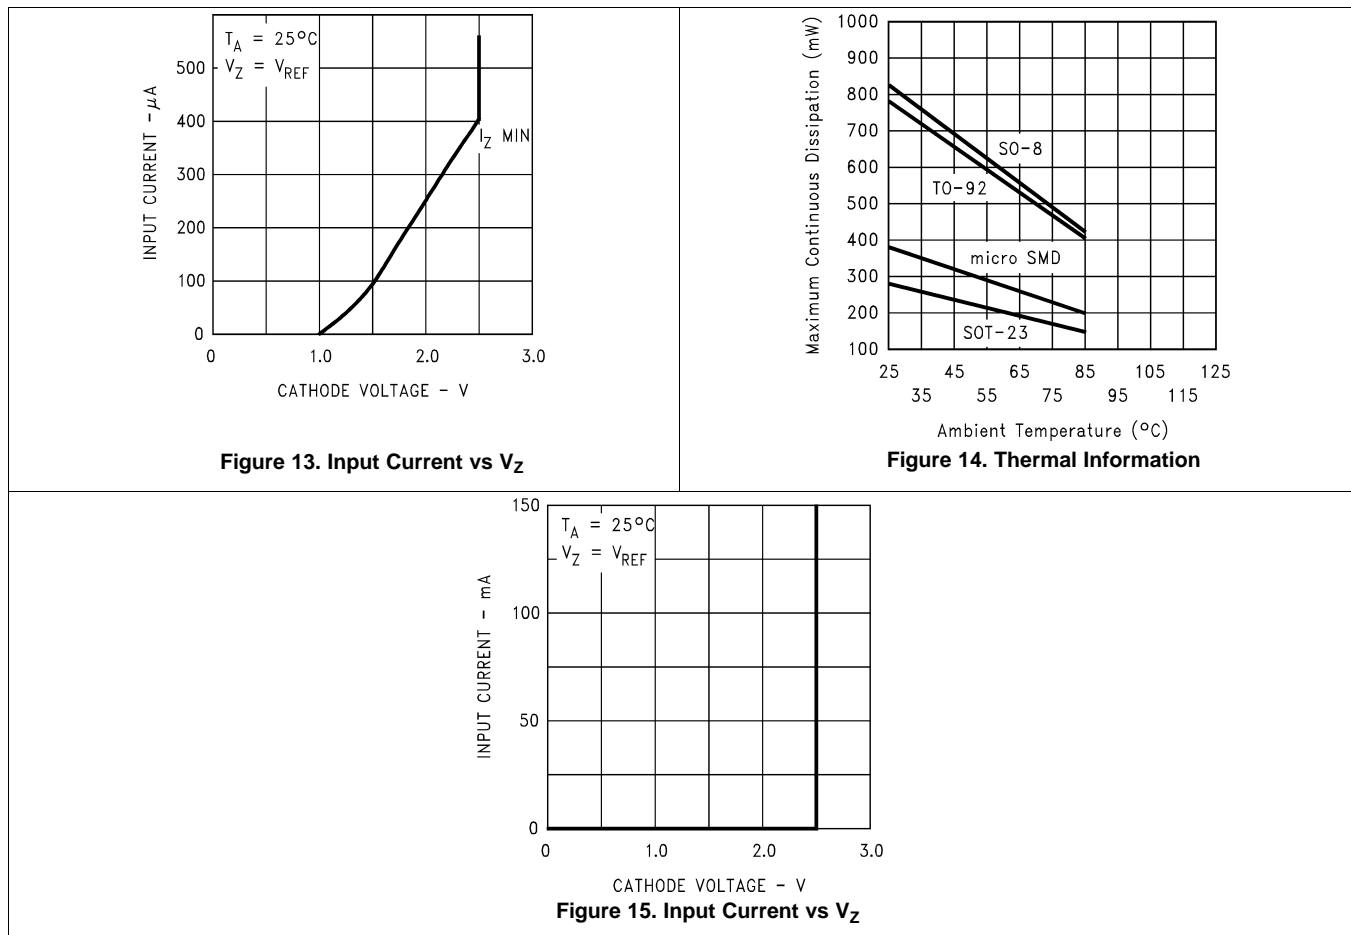 T_A = 25°C
V_Z = V_REF
500
400
300
200
100
0
INPUT CURRENT - µA
I_Z MIN
0 1.0 2.0 3.0
CATHODE VOLTAGE - V
Figure 13. Input Current vs V_Z
1000
900
800
700
600
500
400
300
200
100
Maximum Continuous Dissipation (mW)
SO-8
TO-92
micro SMD
SOT-23
25 45 65 85 105 125
35 55 75 95 115
Ambient Temperature (°C)
Figure 14. Thermal Information
150
100
50
0
INPUT CURRENT - mA
T_A = 25°C
V_Z = V_REF
0 1.0 2.0 3.0
CATHODE VOLTAGE - V
Figure 15. Input Current vs V_Z